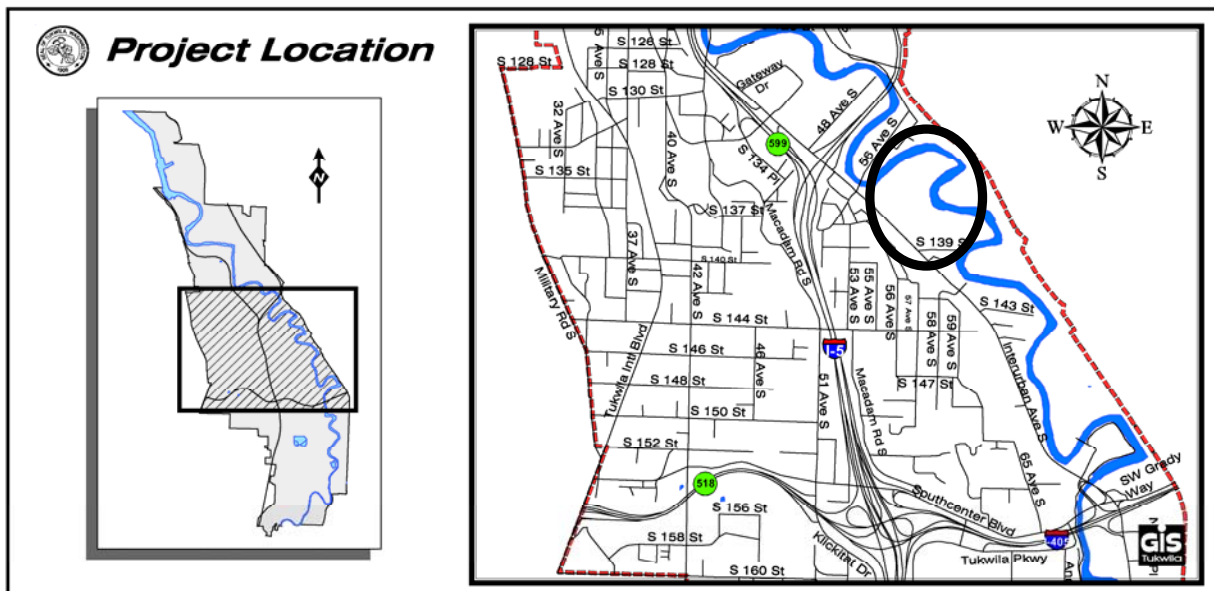 Project Location
N
S 126 St
S 128 St
S 128 St
S 130 St
Gateway Dr
32 Ave S
40 Ave S
48 Ave S
56 Ave S
599
S 134 Pl
S 135 St
S 137 St
Macadam Rd S
37 Ave S
S 140 St
42 Ave S
Military Rd S
S 139 S
53 Ave S
55 Ave S
56 Ave S
57 Ave S
58 Ave S
59 Ave S
S 143 St
S 144 St
Tukwila Intl Blvd
S 146 St
46 Ave S
I-5
S 148 St
S 147 St
Interurban Ave S
51 Ave S
Macadam Rd S
S 150 St
S 152 St
65 Ave S
SW Grady Way
518
Southcenter Blvd
S 156 St
S 158 St
S 160 St
Klickitat Dr
Tukwila Pkwy
-405
N
W E
S
GIS
Tukwila